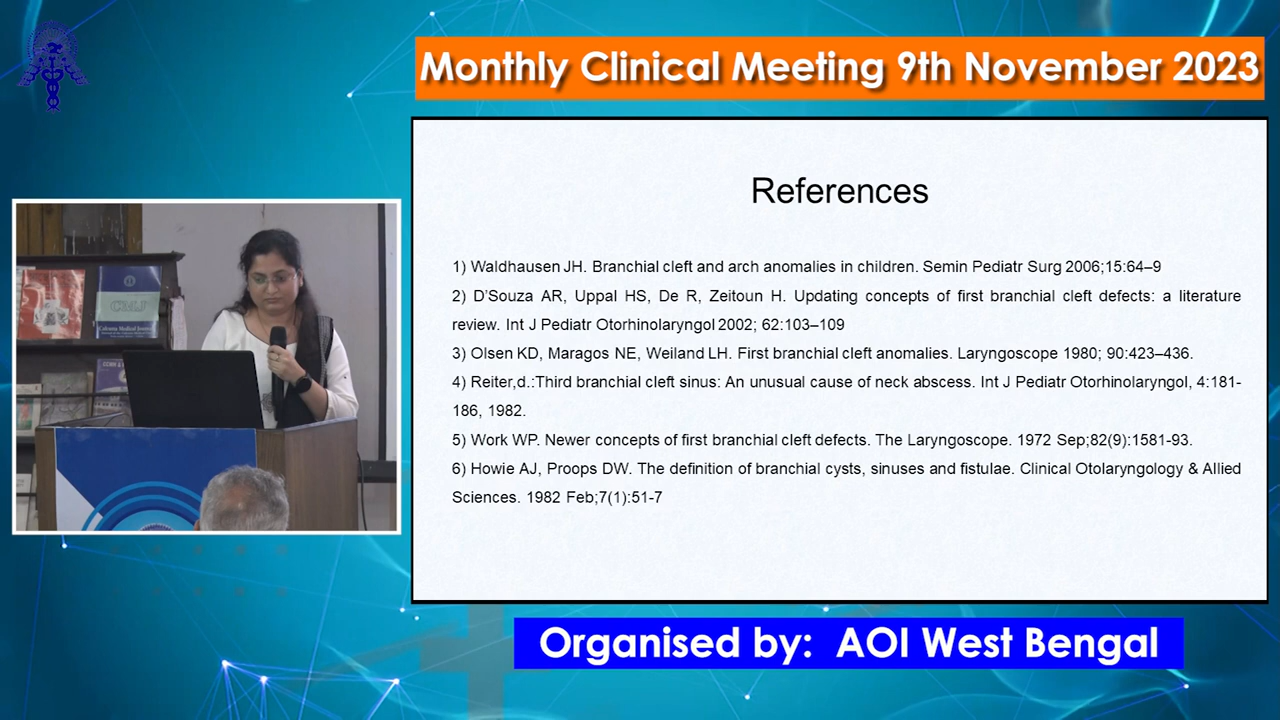 Monthly Clinical Meeting 9th November 2023
References
1) Waldhausen JH. Branchial cleft and arch anomalies in children. Semin Pediatr Surg 2006;15:64–9
2) D'Souza AR, Uppal HS, De R, Zeitoun H. Updating concepts of first branchial cleft defects: a literature
review. Int J Pediatr Otorhinolaryngol 2002; 62:103–109
3) Olsen KD, Maragos NE, Weiland LH. First branchial cleft anomalies. Laryngoscope 1980; 90:423–436.
4) Reiter,d.:Third branchial cleft sinus: An unusual cause of neck abscess. Int J Pediatr Otorhinolaryngol, 4:181-
186, 1982.
5) Work WP. Newer concepts of first branchial cleft defects. The Laryngoscope. 1972 Sep;82(9):1581-93.
6) Howie AJ, Proops DW. The definition of branchial cysts, sinuses and fistulae. Clinical Otolaryngology & Allied
Sciences. 1982 Feb;7(1):51-7
CMJ
Calcutta Medical Journal
Organised by: AOI West Bengal